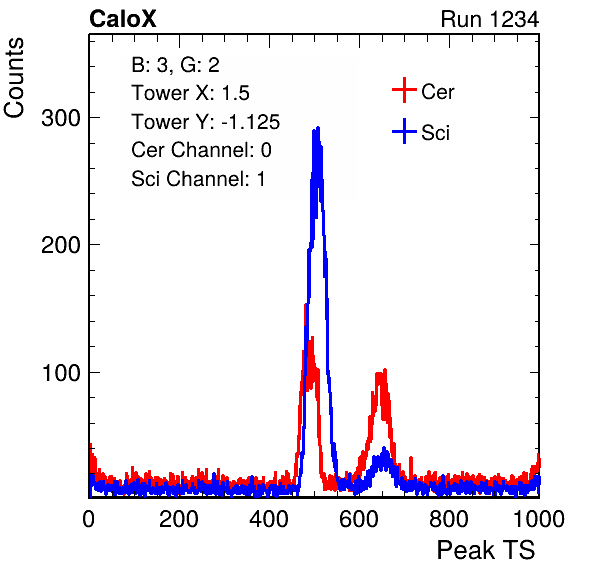 CaloX Run 1234
Counts
B: 3, G: 2
Tower X: 1.5
Tower Y: -1.125
Cer Channel: 0
Sci Channel: 1
Cer
Sci
300
200
100
0 200 400 600 800 1000
Peak TS